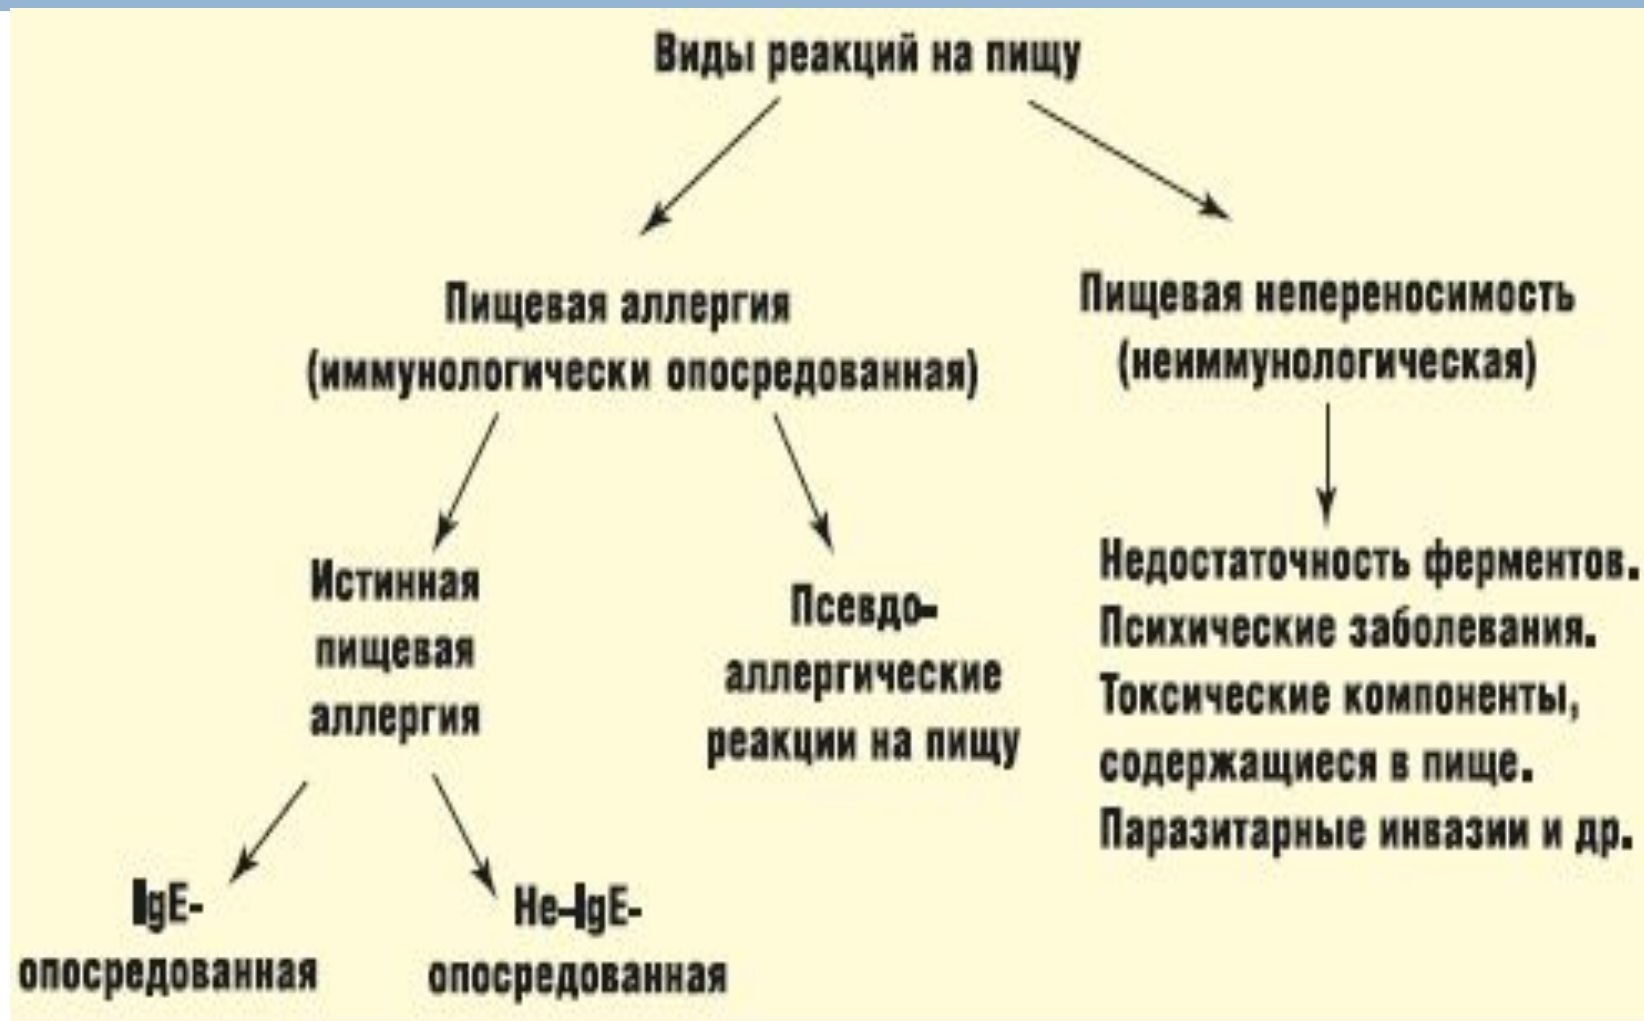 Виды реакций на пищу
Пищевая аллергия
(иммунологически опосредованная)
Пищевая непереносимость
(неиммунологическая)
Истинная
пищевая
аллергия
Псевдо-
аллергические
реакции на пищу
Недостаточность ферментов.
Психические заболевания.
Токсические компоненты,
содержащиеся в пище.
Паразитарные инвазии и др.
IgE-
опосредованная
Не-IgE-
опосредованная